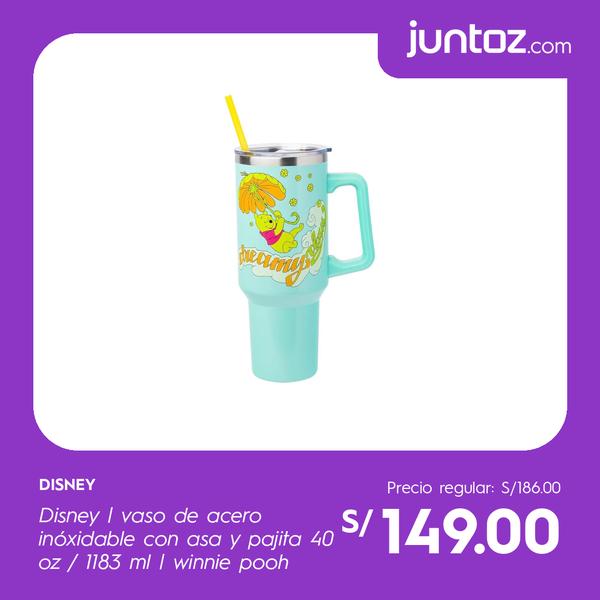 juntoz.com
dreamy
DISNEY
Disney | vaso de acero
inóxidable con asa y pajita 40
oz / 1183 ml | winnie pooh
Precio regular: S/186.00
S/ 149.00